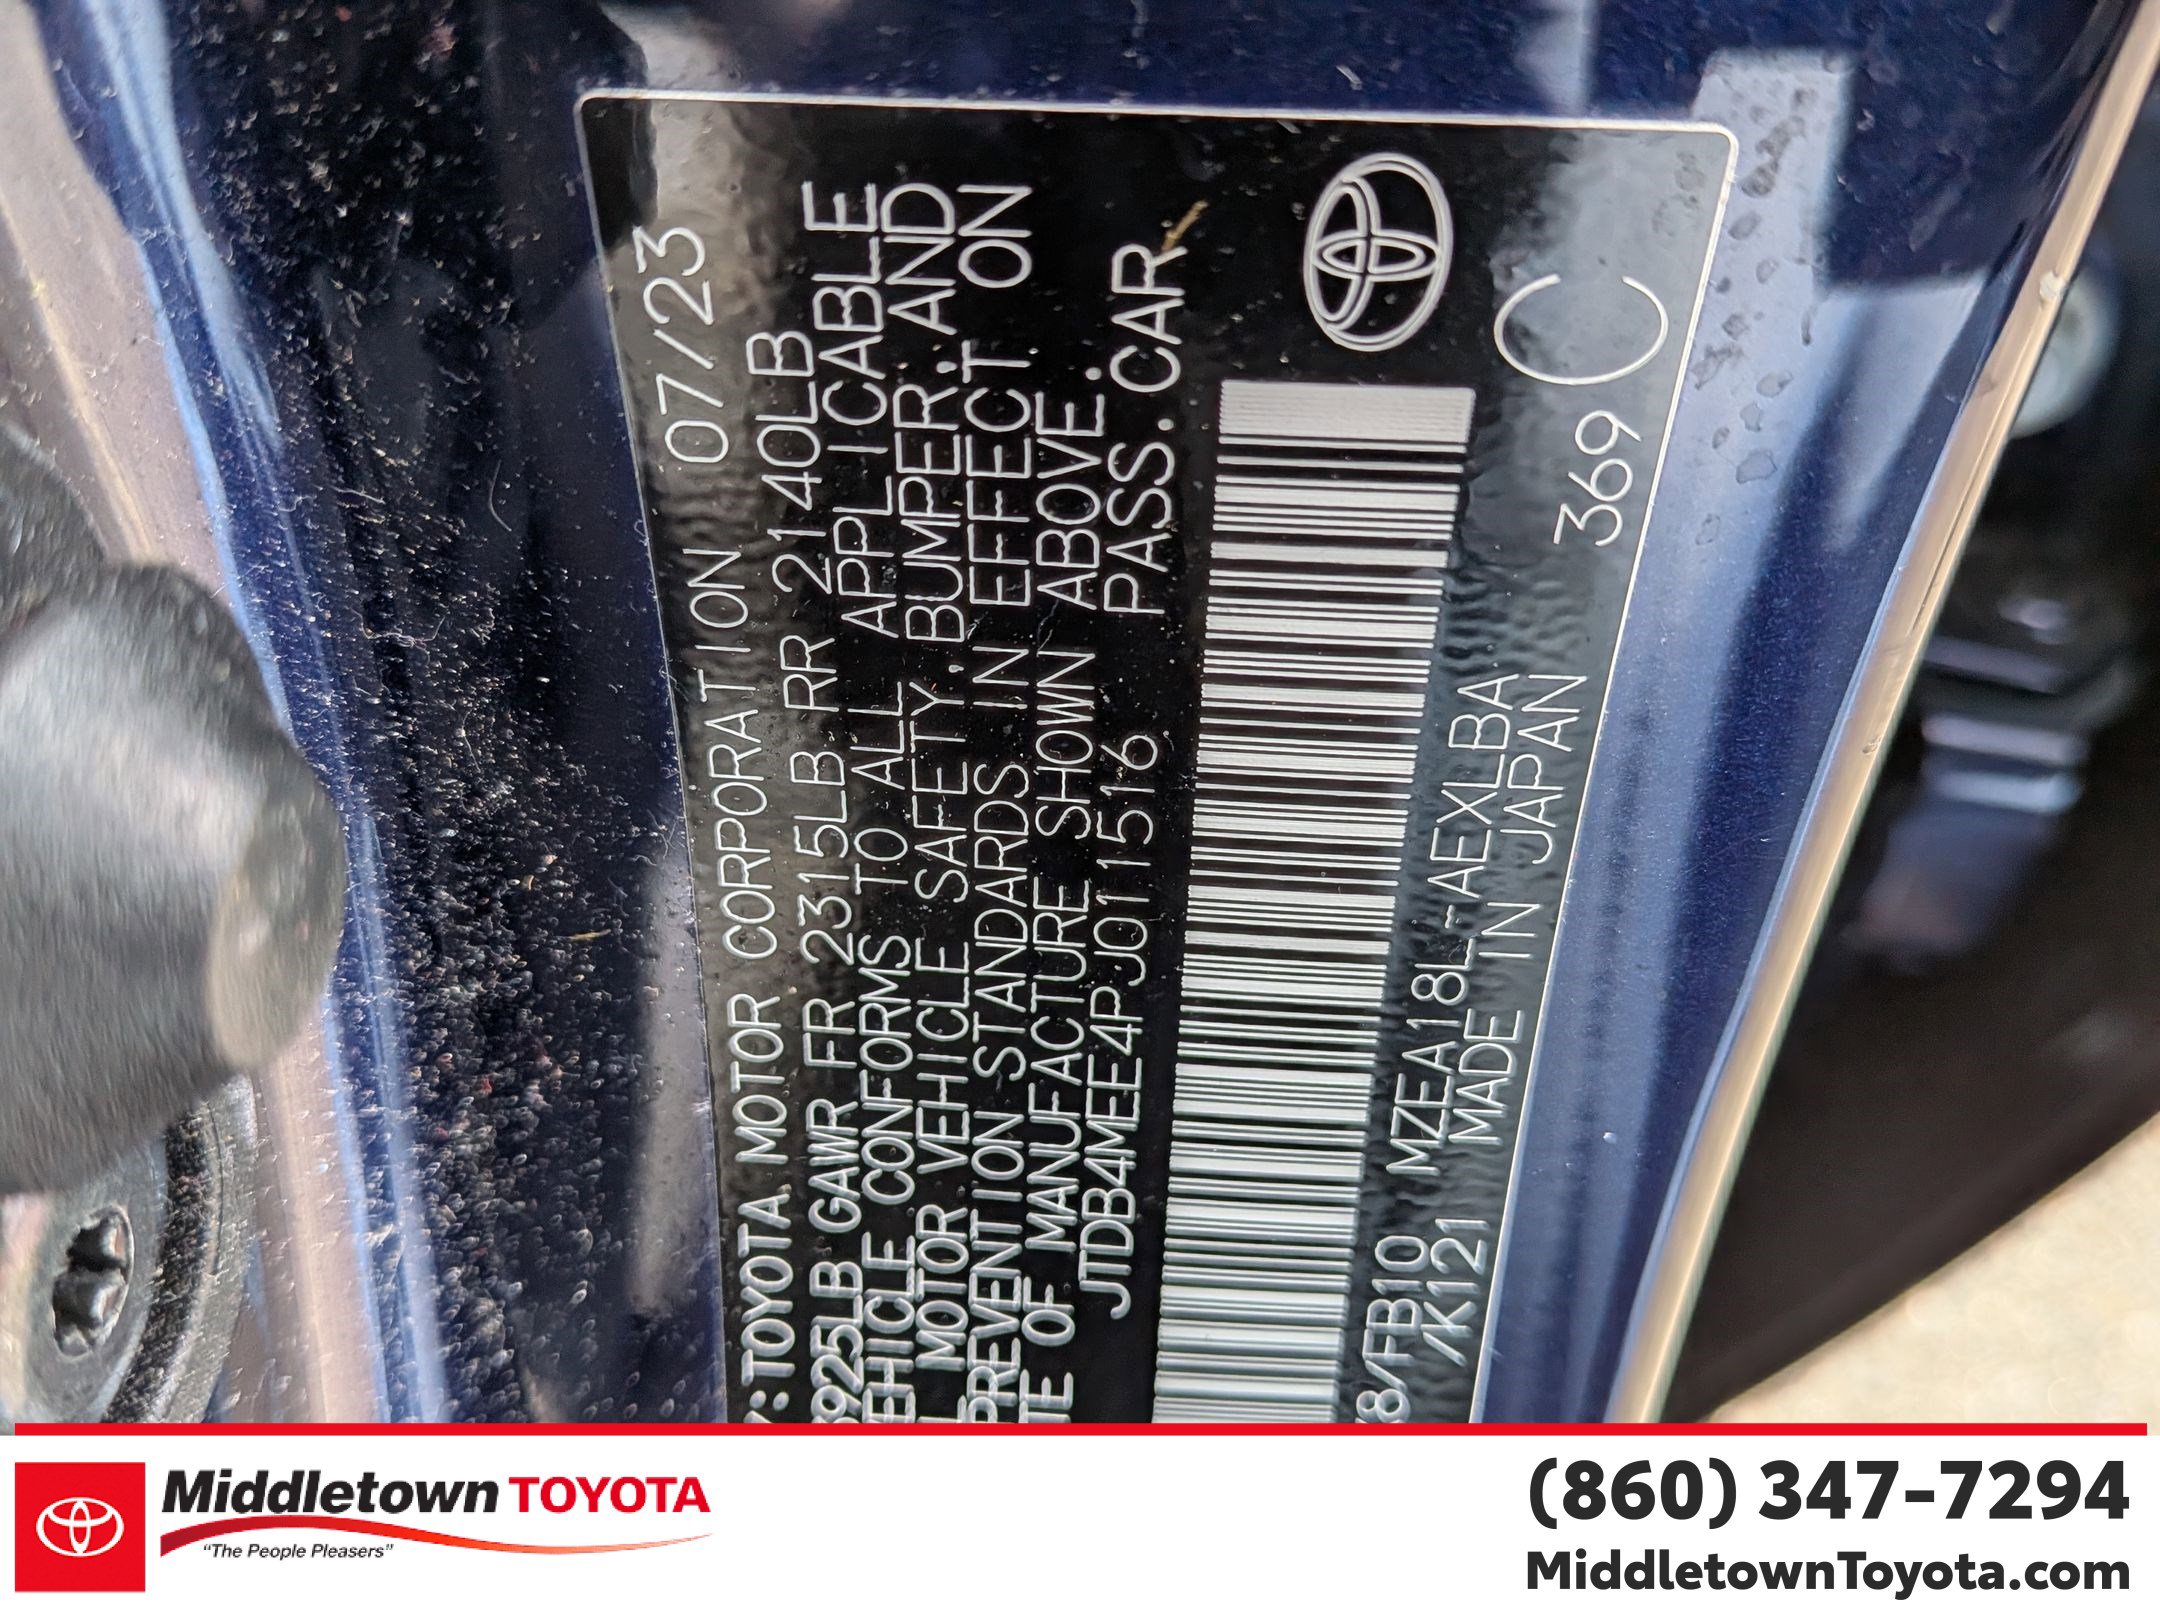 :TOYOTA MOTOR CORPORATION 07/23
925LB GAWR FR 2315LB RR 2140LB
VEHICLE CONFORMS TO ALL APPLICABLE
MOTOR VEHICLE SAFETY, BUMPER, AND
PREVENTION STANDARDS IN EFFECT ON
OF MANUFACTURE SHOWN ABOVE.
JTDB4MEE4PJ011516 PASS.CAR
8/FB10 MZEA18L-AEXLBA
/K121 MADE IN JAPAN 369 C
Middletown TOYOTA
"The People Pleasers"
(860) 347-7294
MiddletownToyota.com